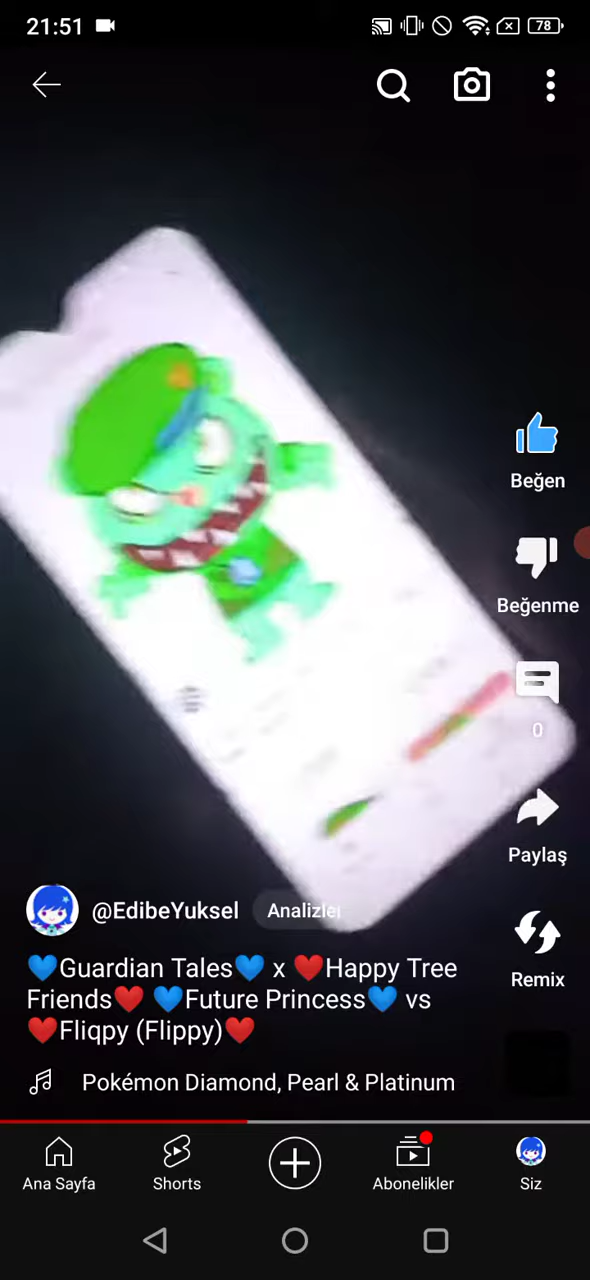 21:51
78
Beğen
Beğenme
0
Paylaş
@EdibeYuksel
Analizler
💙Guardian Tales💙 x ❤️Happy Tree
Friends❤️ 💙Future Princess💙 vs
❤️Fliqpy (Flippy)❤️
Remix
Pokémon Diamond, Pearl & Platinum
Ana Sayfa
Shorts
Abonelikler
Siz